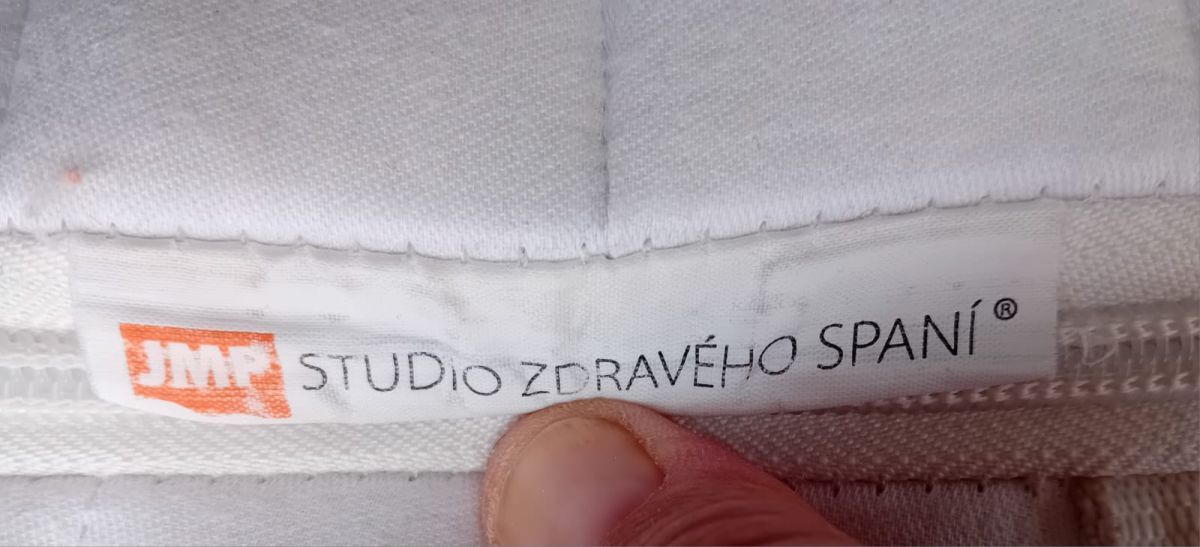 JMP STUDIO ZDRAVÉHO SPANÍ ®